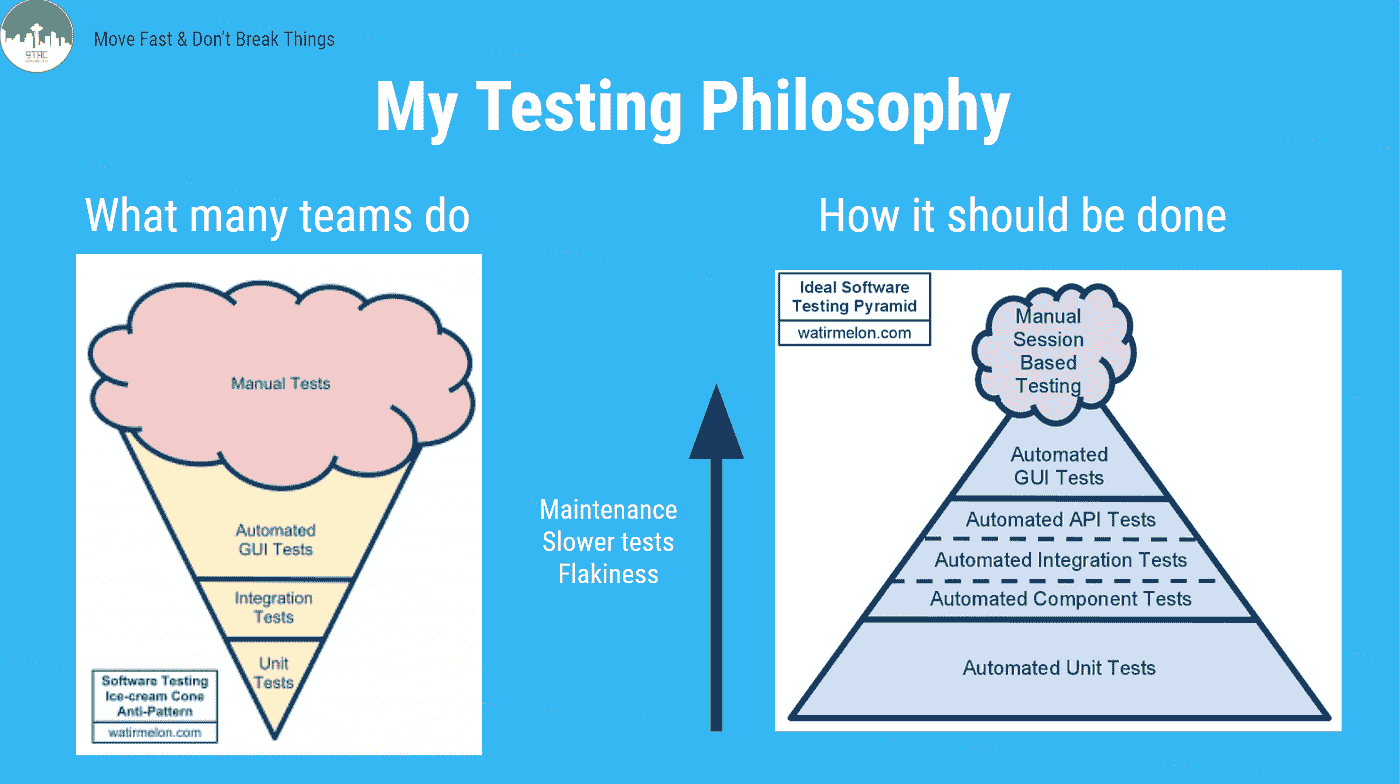 Move Fast & Don't Break Things
My Testing Philosophy
What many teams do
Manual Tests
Automated
GUI Tests
Integration
Tests
Unit
Tests
Software Testing
Ice-cream Cone
Anti-Pattern
watirmelon.com
Maintenance
Slower tests
Flakiness
How it should be done
Ideal Software
Testing Pyramid
watirmelon.com
Manual
Session
Based
Testing
Automated
GUI Tests
Automated API Tests
Automated Integration Tests
Automated Component Tests
Automated Unit Tests